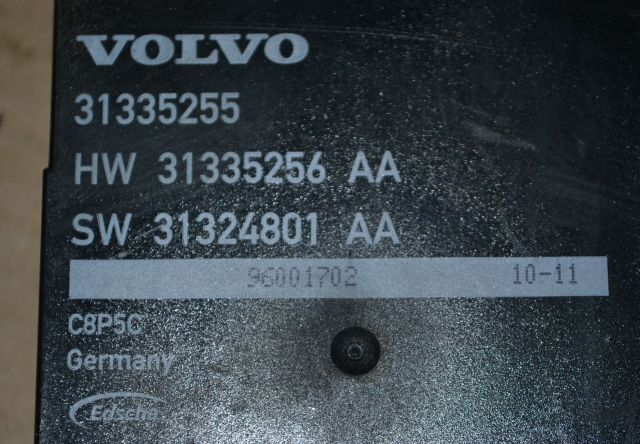 VOLVO
31335255
HW 31335256 AA
SW 31324801 AA
96001702 10-11
C8P5C
Germany
Edscha